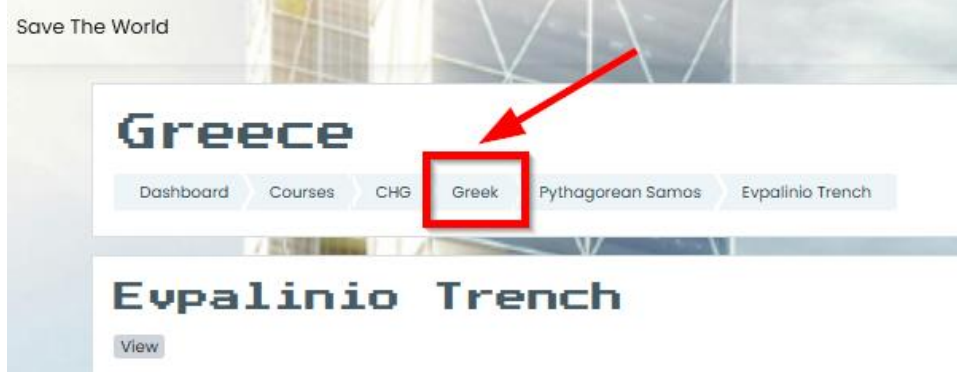 Save The World
Greece
Dashboard Courses CHG Greek Pythagorean Samos Evpalinio Trench
Evpalinio Trench
View